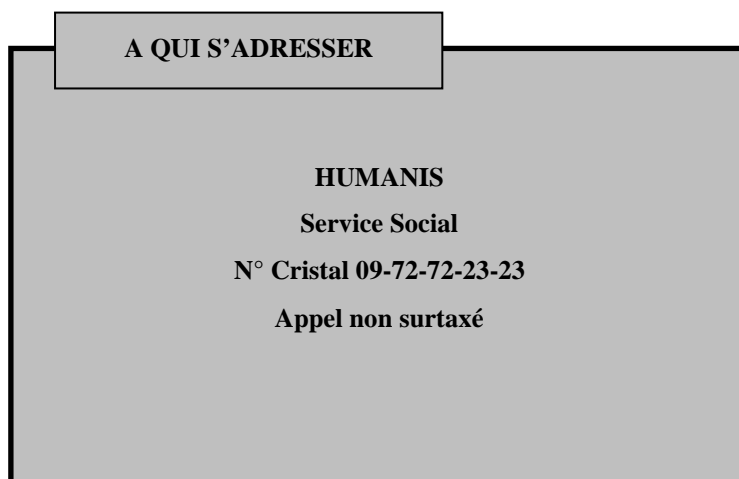 A QUI S’ADRESSER
HUMANIS
Service Social
N° Cristal 09-72-72-23-23
Appel non surtaxé